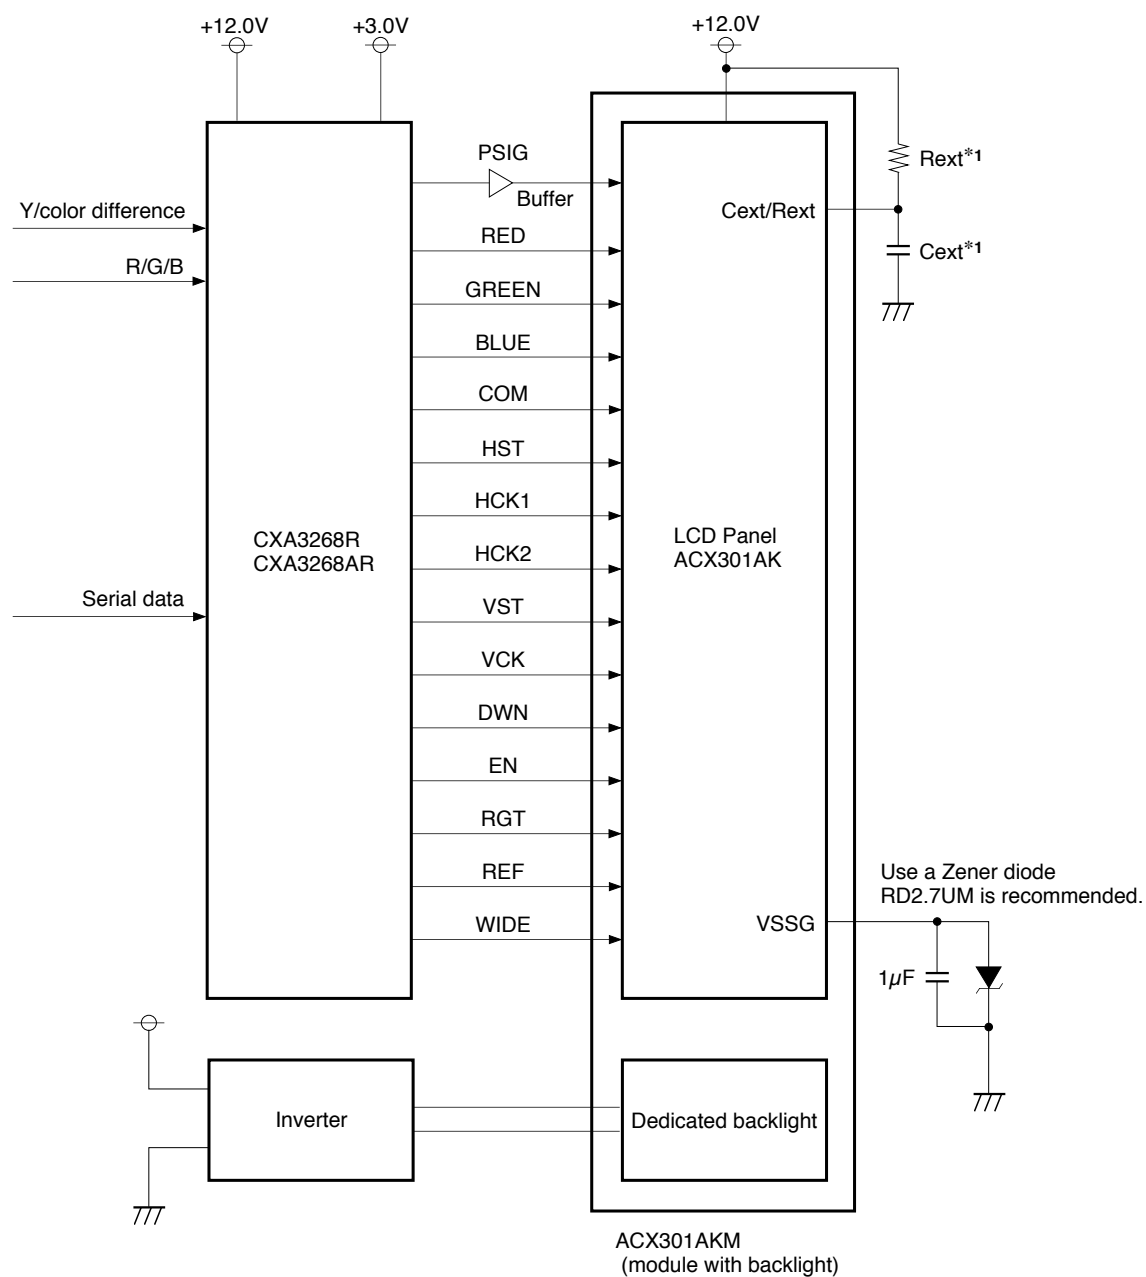 +12.0V
+3.0V
+12.0V
PSIG
Buffer
Rext*1
Y/color difference
Cext/Rext
RED
Cext*1
R/G/B
GREEN
BLUE
COM
HST
HCK1
CXA3268R
CXA3268AR
LCD Panel
ACX301AK
HCK2
Serial data
VST
VCK
DWN
EN
RGT
REF
Use a Zener diode
RD2.7UM is recommended.
WIDE
VSSG
1µF
Inverter
Dedicated backlight
ACX301AKM
(module with backlight)